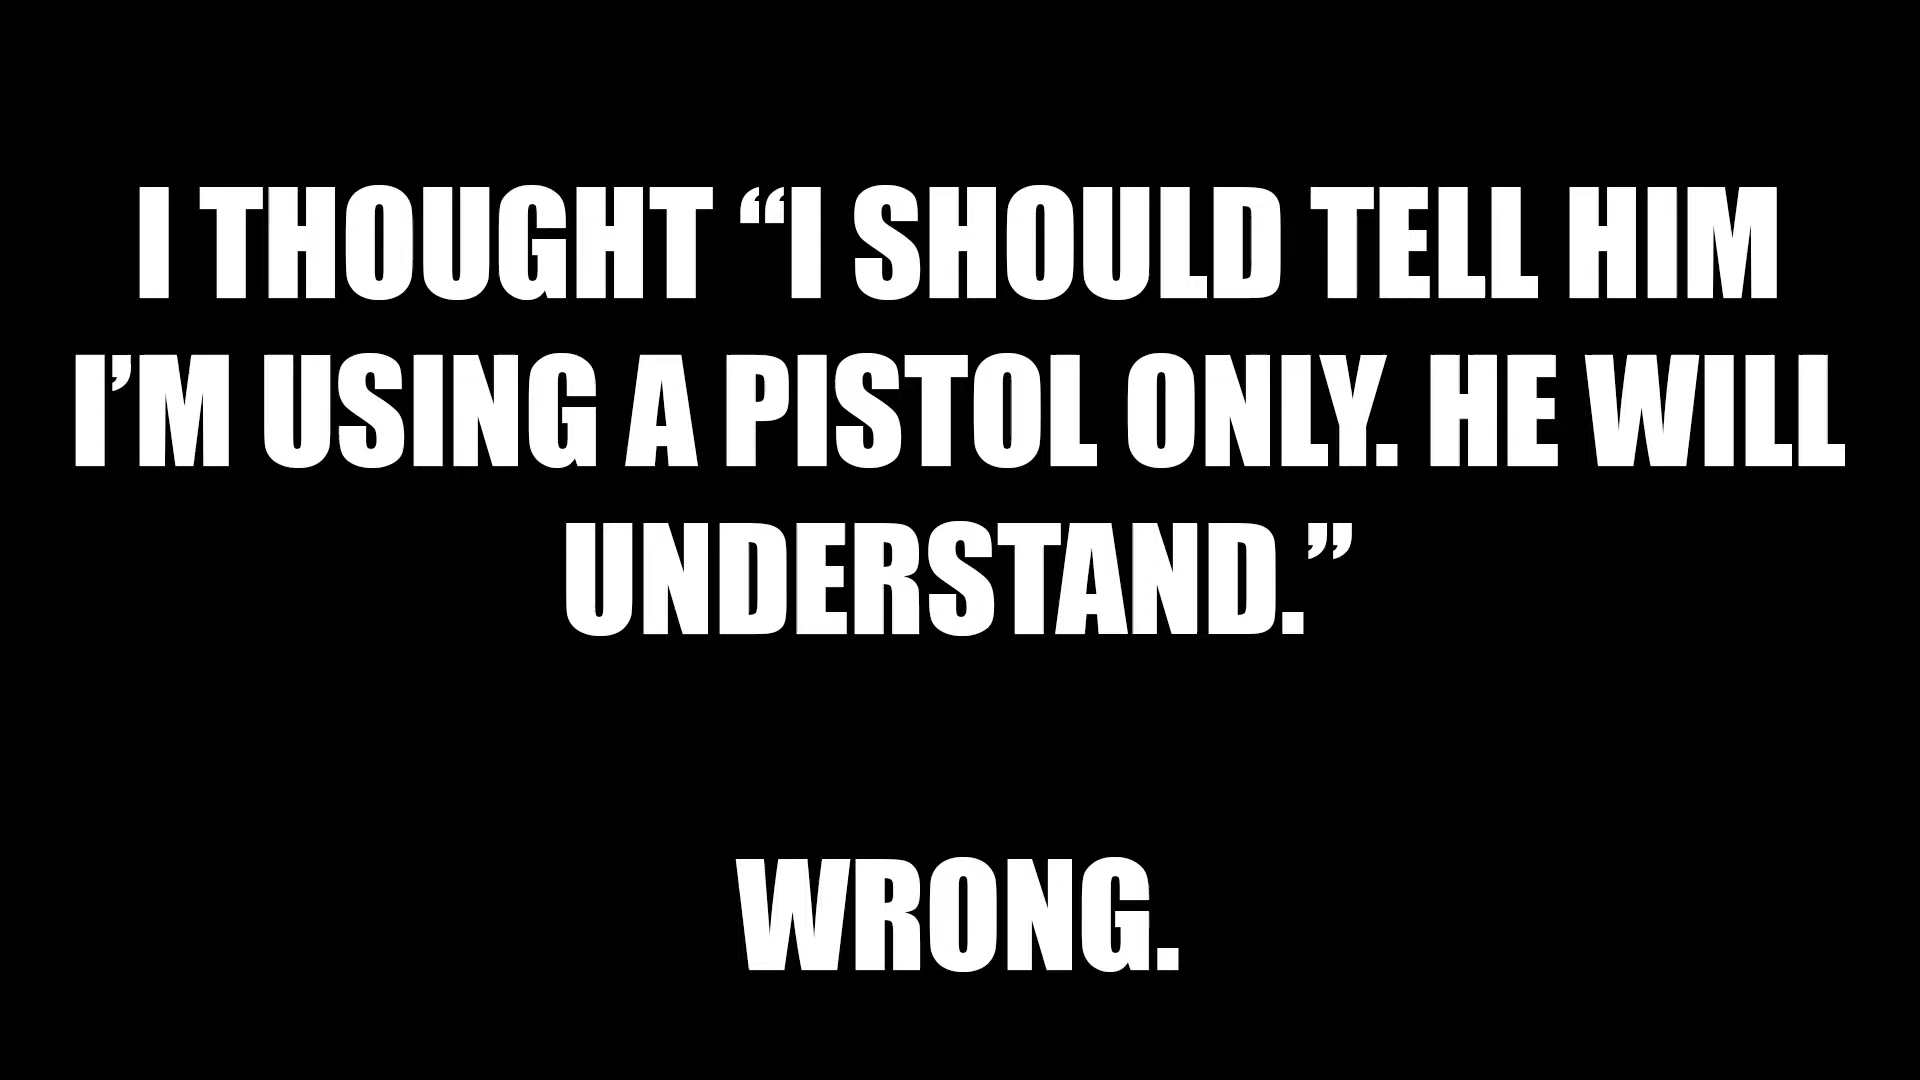 I THOUGHT “I SHOULD TELL HIM
I’M USING A PISTOL ONLY. HE WILL
UNDERSTAND.”
WRONG.